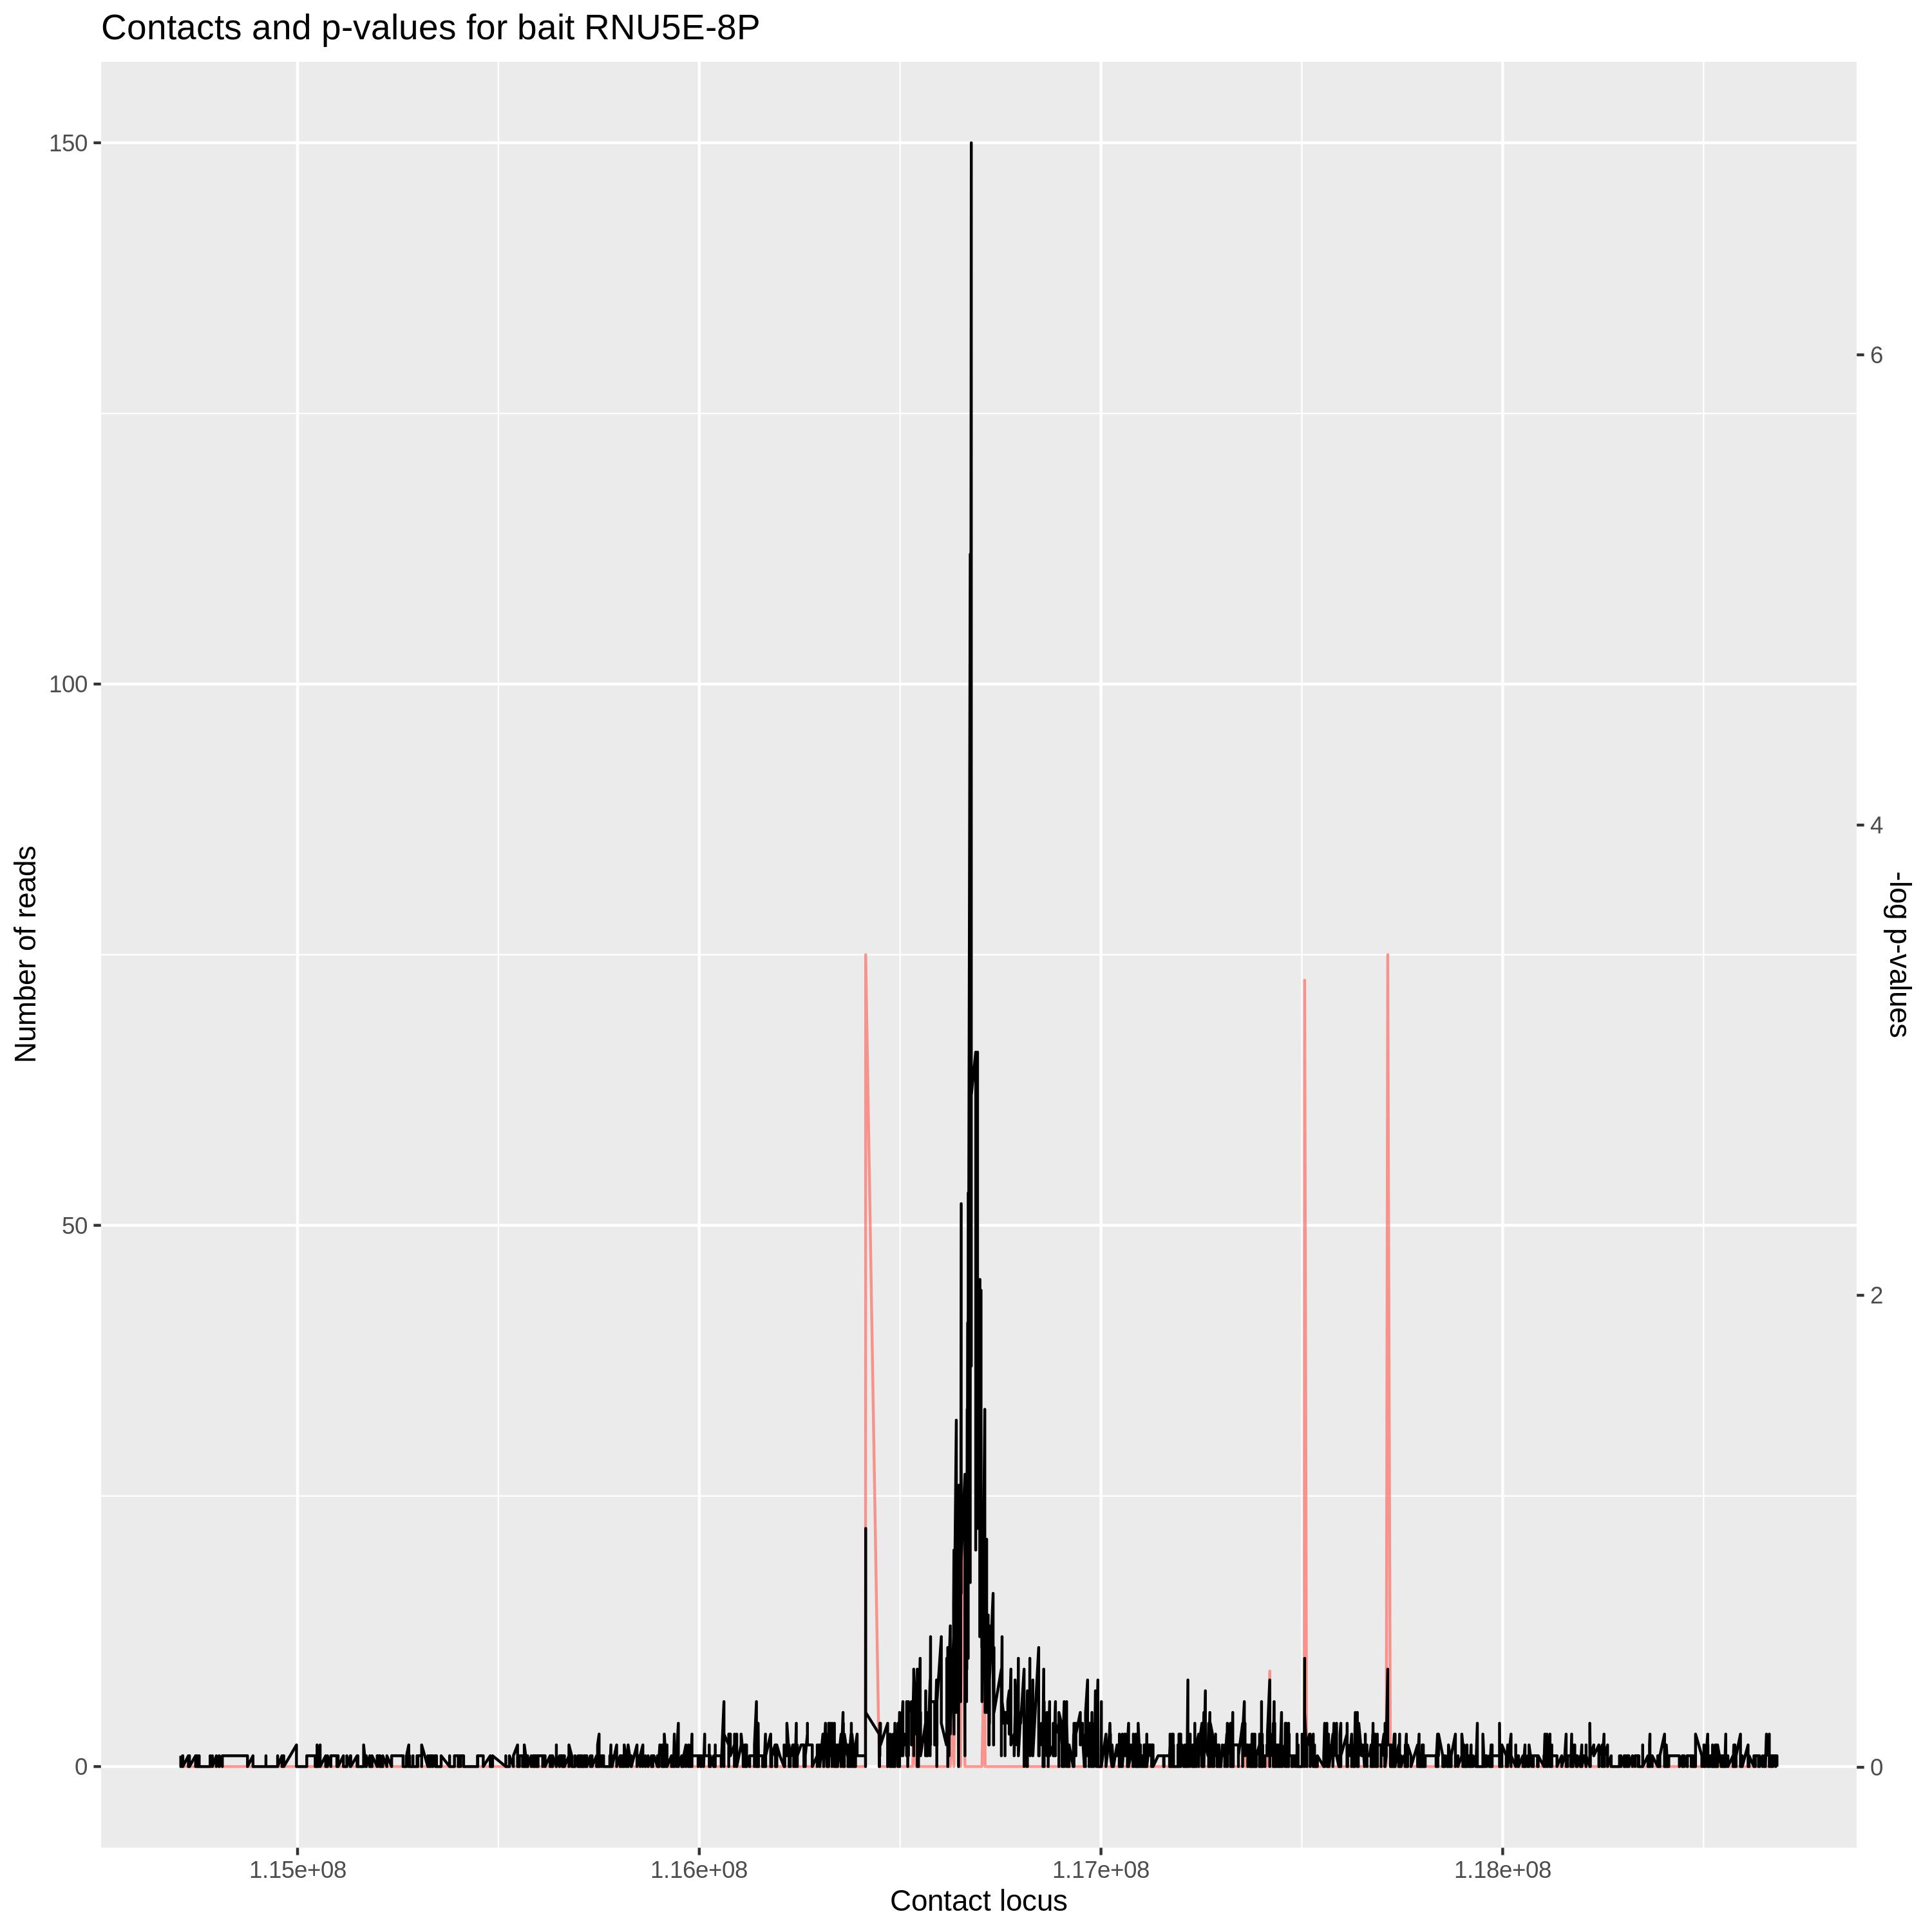 Contacts and p-values for bait RNU5E-8P
150
100
50
0
Number of reads
6
4
2
0
-log p-values
1.15e+08
1.16e+08
1.17e+08
1.18e+08
Contact locus